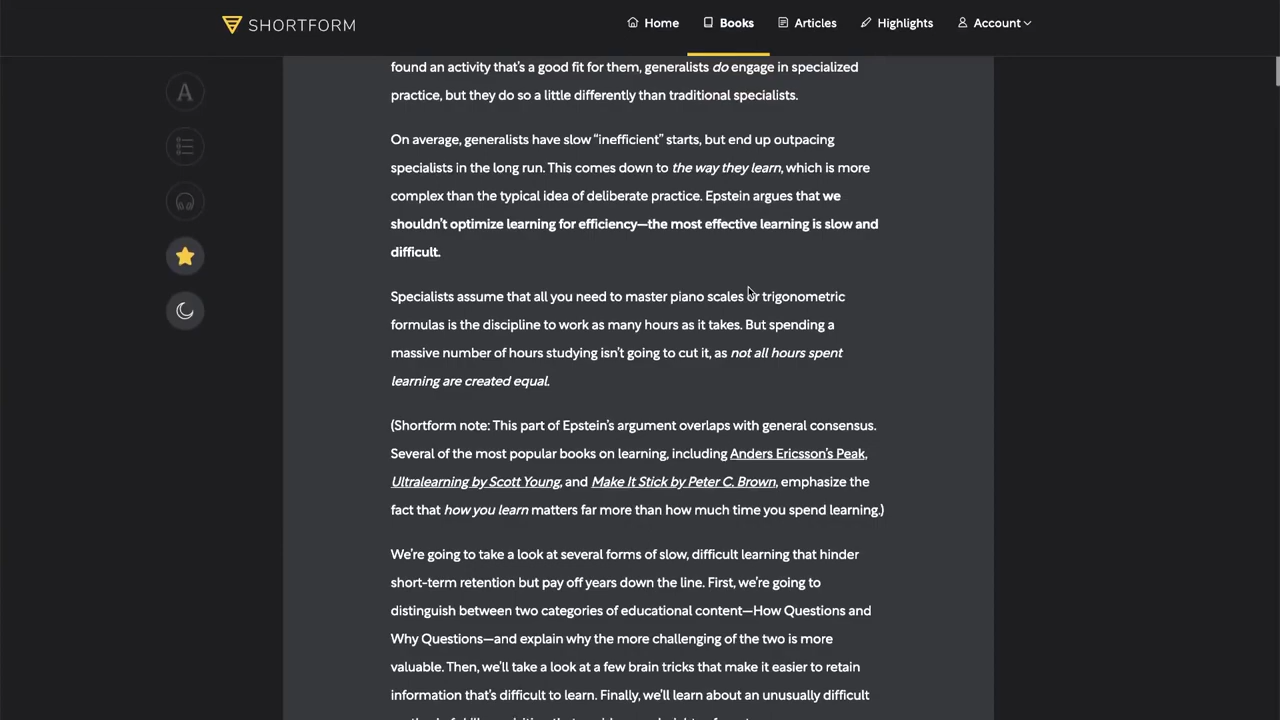 SHORTFORM
Home
Books
Articles
Highlights
Account
A
found an activity that's a good fit for them, generalists do engage in specialized
practice, but they do so a little differently than traditional specialists.
On average, generalists have slow “inefficient” starts, but end up outpacing
specialists in the long run. This comes down to the way they learn, which is more
complex than the typical idea of deliberate practice. Epstein argues that we
shouldn't optimize learning for efficiency—the most effective learning is slow and
difficult.
Specialists assume that all you need to master piano scales or trigonometric
formulas is the discipline to work as many hours as it takes. But spending a
massive number of hours studying isn't going to cut it, as not all hours spent
learning are created equal.
(Shortform note: This part of Epstein's argument overlaps with general consensus.
Several of the most popular books on learning, including Anders Ericsson's Peak,
Ultralearning by Scott Young, and Make It Stick by Peter C. Brown, emphasize the
fact that how you learn matters far more than how much time you spend learning.)
We're going to take a look at several forms of slow, difficult learning that hinder
short-term retention but pay off years down the line. First, we're going to
distinguish between two categories of educational content—How Questions and
Why Questions—and explain why the more challenging of the two is more
valuable. Then, we'll take a look at a few brain tricks that make it easier to retain
information that's difficult to learn. Finally, we'll learn about an unusually difficult